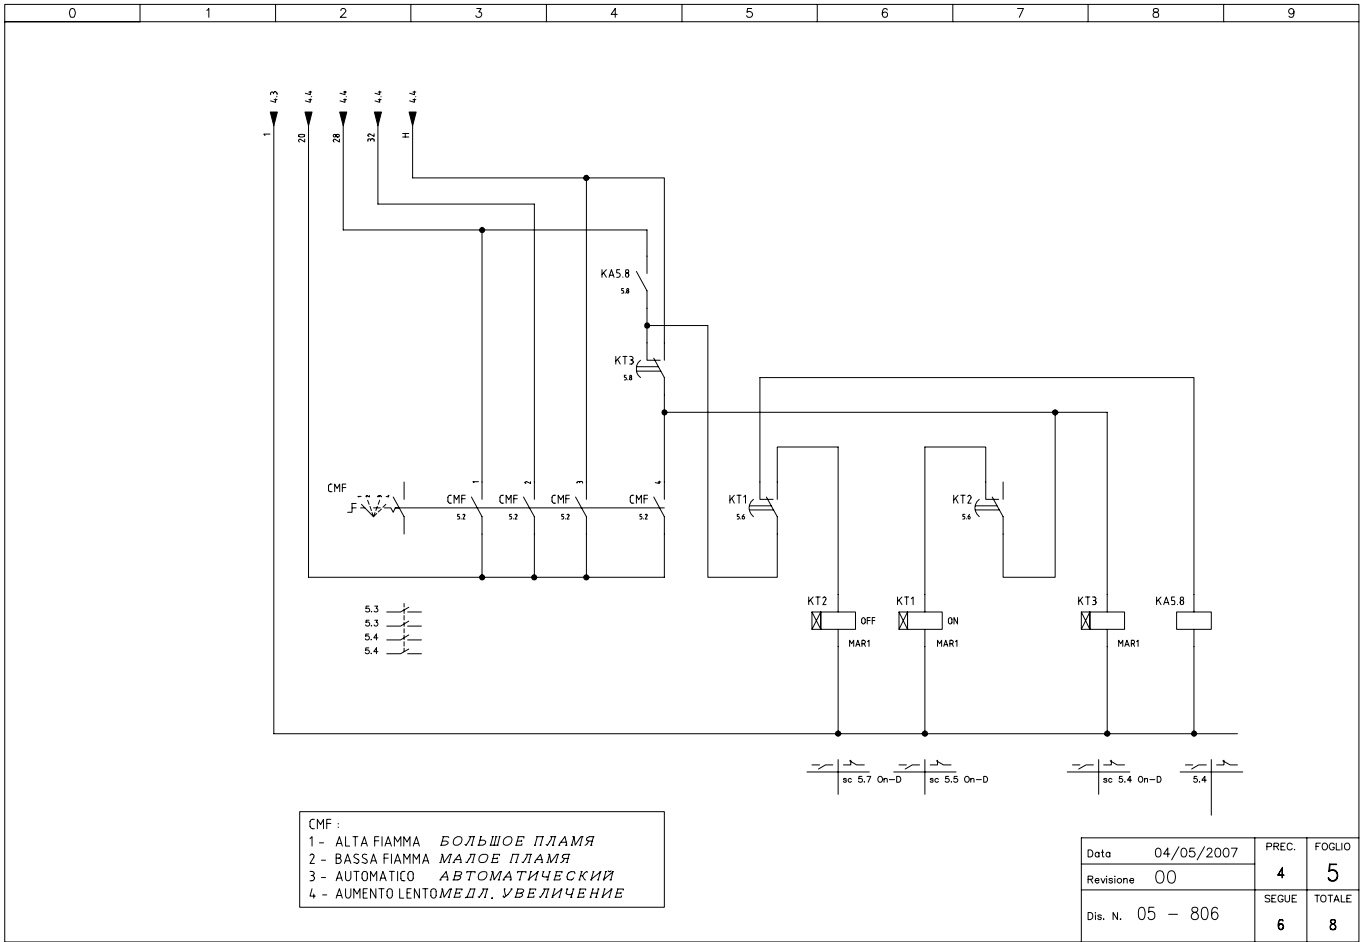 0 1 2 3 4 5 6 7 8 9
4.3 4.4 4.4 4.4 4.4
1 20 28 32 H
KA5.8
5.8
KT3
5.8
1 2 3 4
CMF CMF CMF CMF CMF KT1 KT2
5.2 5.2 5.2 5.2 5.6 5.6
KT2 KT1 KT3 KA5.8
OFF ON
MAR1 MAR1 MAR1
5.3
5.3
5.4
5.4
sc 5.7 On-D sc 5.5 On-D sc 5.4 On-D 5.4
CMF :
1 - ALTA FIAMMA БОЛЬШОЕ ПЛАМЯ
2 - BASSA FIAMMA МАЛОЕ ПЛАМЯ
3 - AUTOMATICO АВТОМАТИЧЕСКИЙ
4 - AUMENTO LENTO МЕДЛ. УВЕЛИЧЕНИЕ
Data 04/05/2007
Revisione 00
Dis. N. 05 - 806
PREC. FOGLIO
4 5
SEGUE TOTALE
6 8